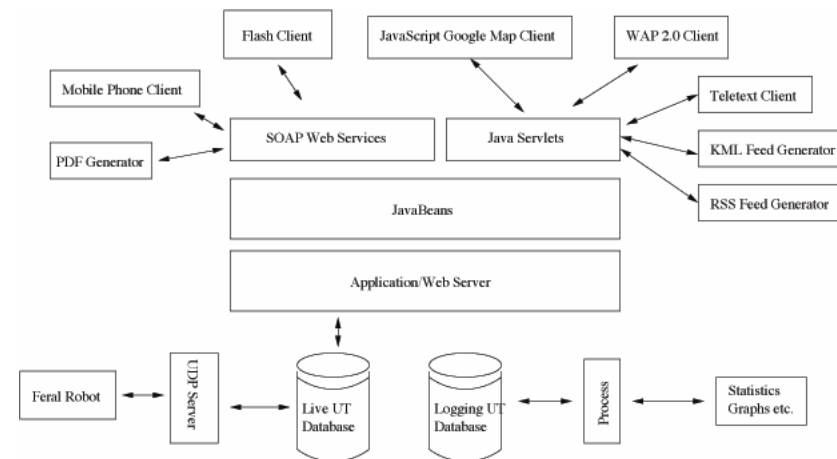 Flash Client
JavaScript Google Map Client
WAP 2.0 Client
Mobile Phone Client
Teletext Client
SOAP Web Services
Java Servlets
PDF Generator
KML Feed Generator
JavaBeans
RSS Feed Generator
Application/Web Server
Feral Robot
UDP Server
Live UT
Database
Logging UT
Database
Process
Statistics
Graphs etc.